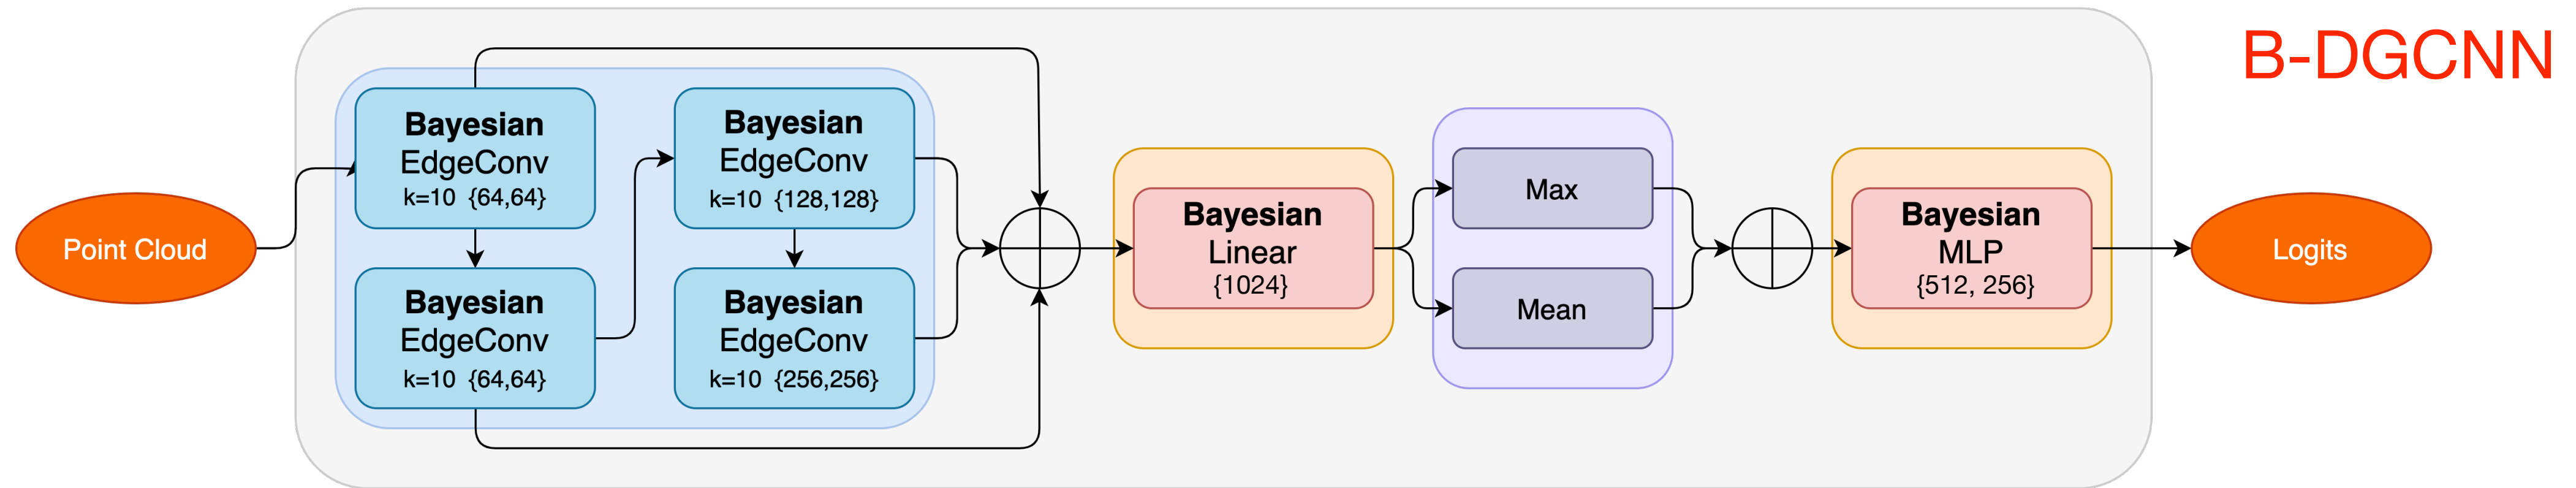 B-DGCNN
Point Cloud
Bayesian
EdgeConv
k=10 {64,64}
Bayesian
EdgeConv
k=10 {64,64}
Bayesian
EdgeConv
k=10 {128,128}
Bayesian
EdgeConv
k=10 {256,256}
Bayesian
Linear
{1024}
Max
Mean
Bayesian
MLP
{512, 256}
Logits